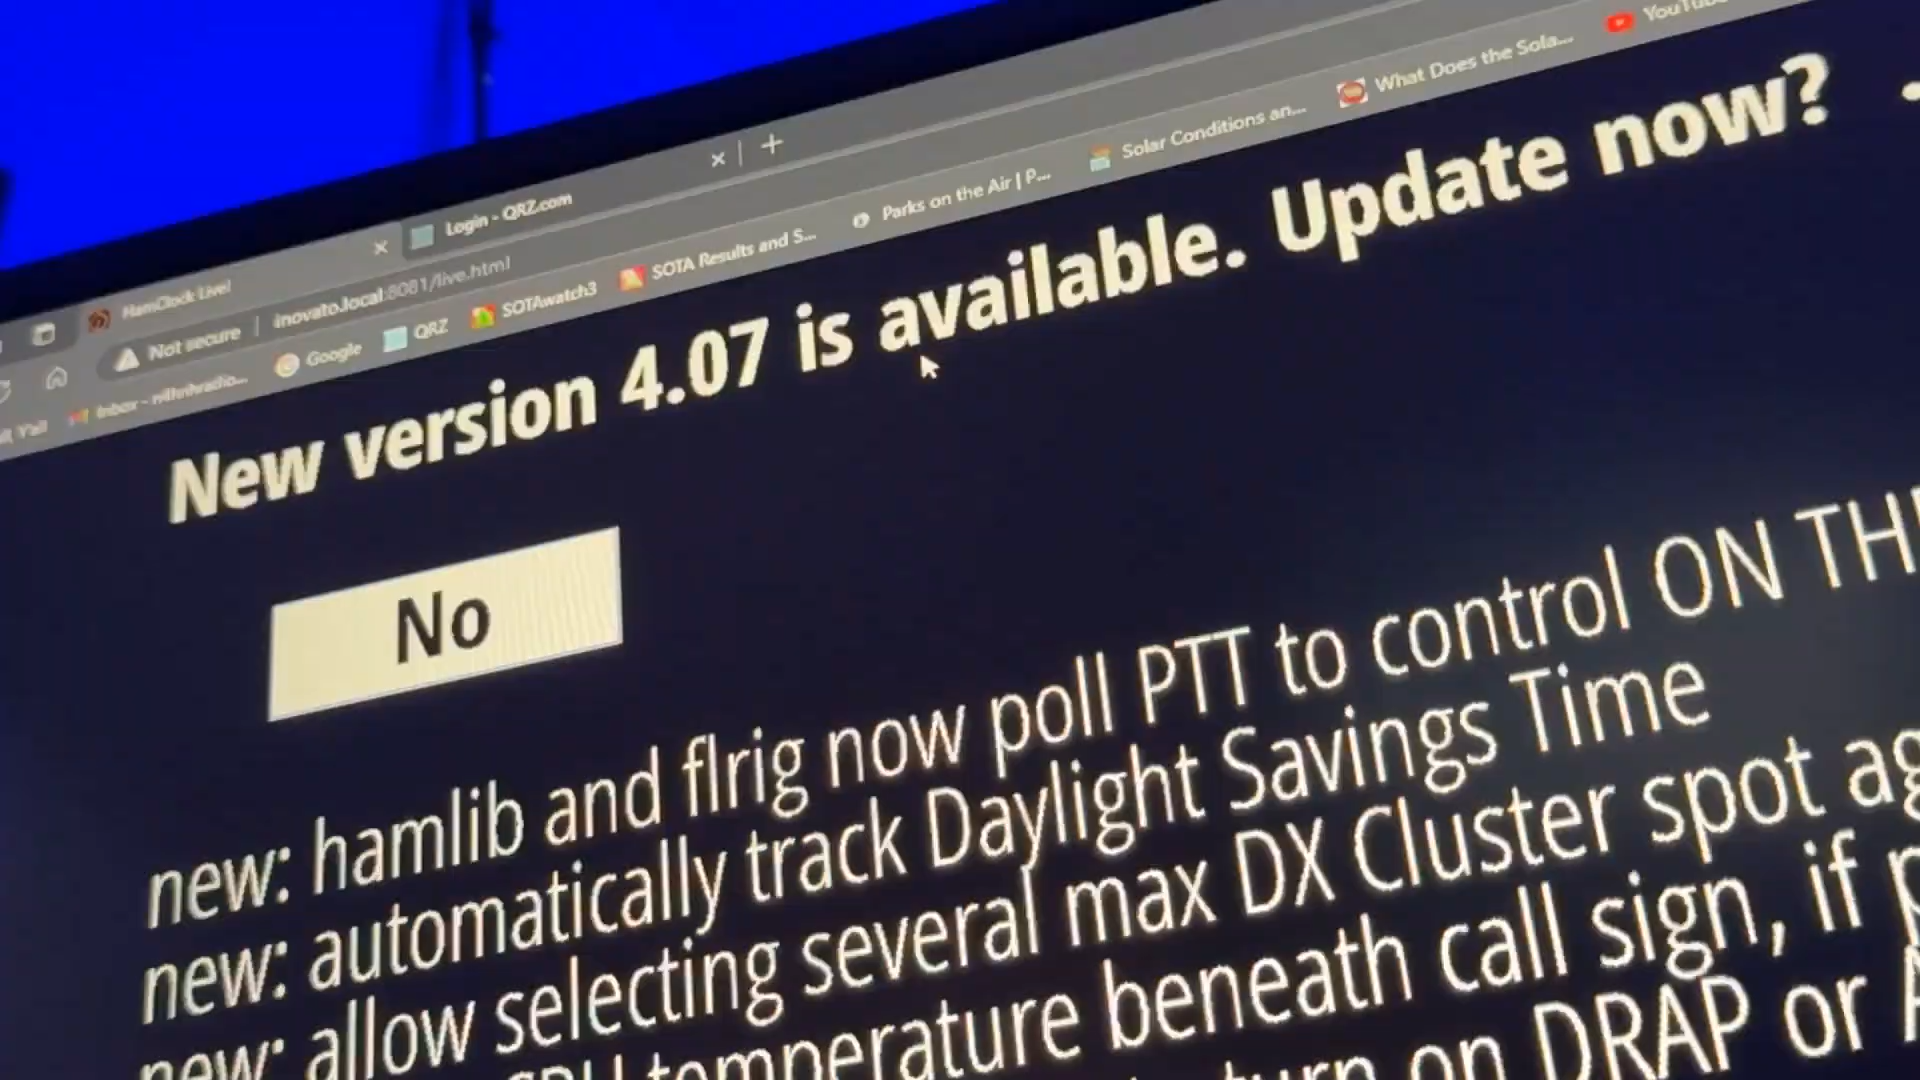 HamClock Live!
Login - QRZ.com
Not secure
inovato.local:8081/live.html
Google
QRZ
SOTAwatch3
SOTA Results and S...
Parks on the Air | P...
Solar Conditions an...
What Does the Sola...
YouTube
New version 4.07 is available. Update now?
No
new: hamlib and flrig now poll PTT to control ON TH
new: automatically track Daylight Savings Time
new: allow selecting several max DX Cluster spot ag
CPU temperature beneath call sign, if p
turn on DRAP or A